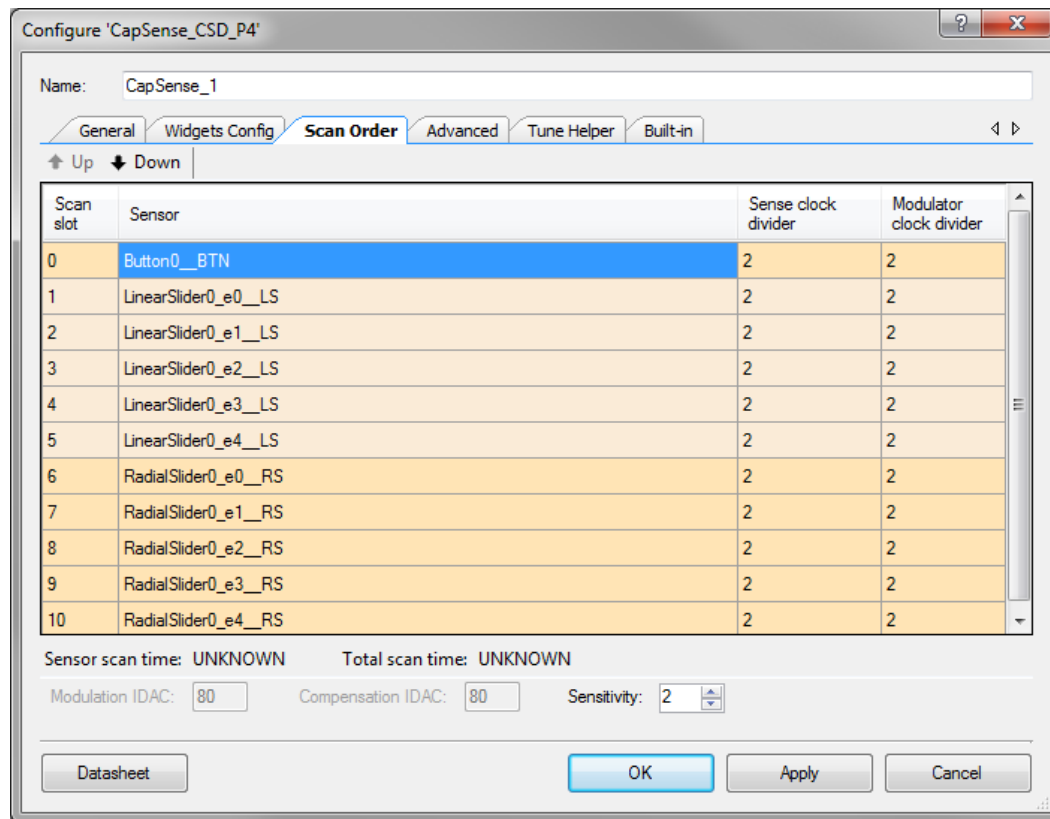 Configure 'CapSense_CSD_P4'
Name: CapSense_1
General Widgets Config Scan Order Advanced Tune Helper Built-in
Up Down
Scan slot Sensor Sense clock divider Modulator clock divider
0 Button0__BTN 2 2
1 LinearSlider0_e0__LS 2 2
2 LinearSlider0_e1__LS 2 2
3 LinearSlider0_e2__LS 2 2
4 LinearSlider0_e3__LS 2 2
5 LinearSlider0_e4__LS 2 2
6 RadialSlider0_e0__RS 2 2
7 RadialSlider0_e1__RS 2 2
8 RadialSlider0_e2__RS 2 2
9 RadialSlider0_e3__RS 2 2
10 RadialSlider0_e4__RS 2 2
Sensor scan time: UNKNOWN Total scan time: UNKNOWN
Modulation IDAC: 80 Compensation IDAC: 80 Sensitivity: 2
Datasheet OK Apply Cancel